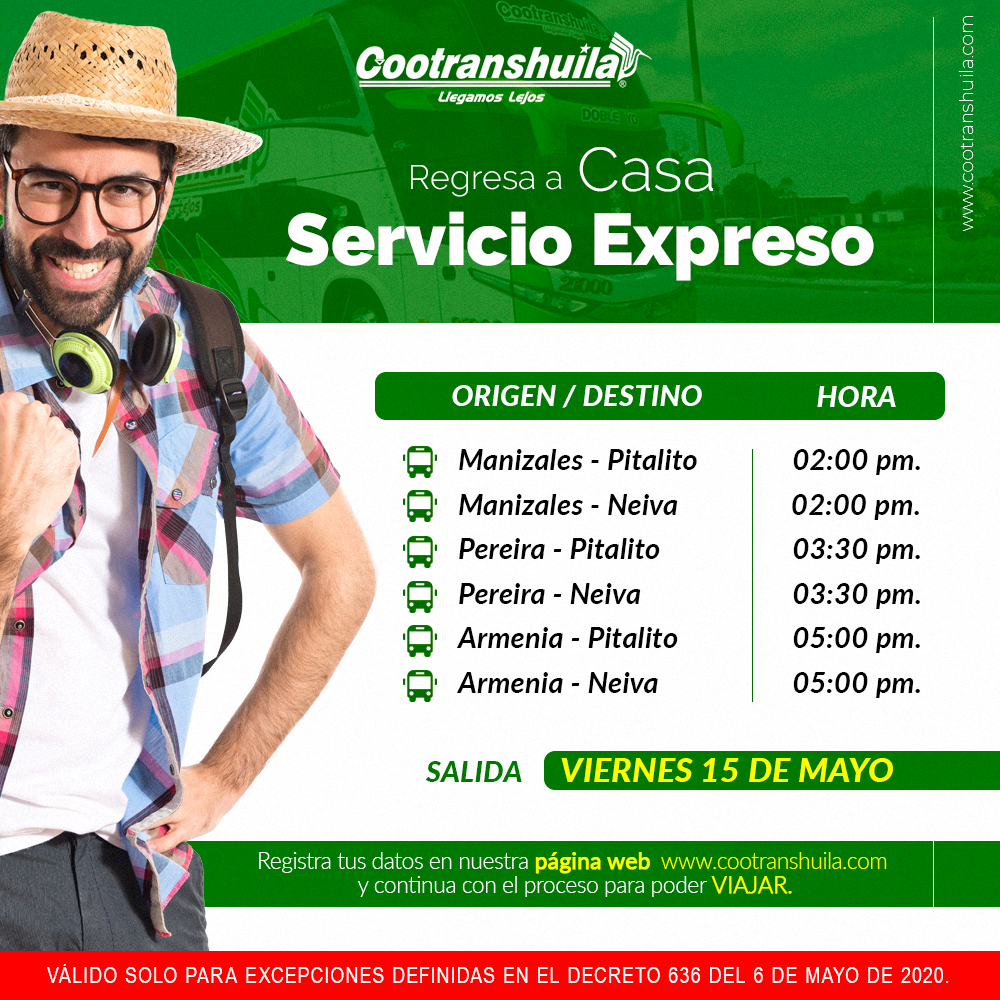 Cootranshuila
Llegamos Lejos
www.cootranshuila.com
DOBLE YO
Regresa a Casa
Servicio Expreso
21000
ORIGEN / DESTINO HORA
Manizales - Pitalito 02:00 pm.
Manizales - Neiva 02:00 pm.
Pereira - Pitalito 03:30 pm.
Pereira - Neiva 03:30 pm.
Armenia - Pitalito 05:00 pm.
Armenia - Neiva 05:00 pm.
SALIDA VIERNES 15 DE MAYO
Registra tus datos en nuestra página web www.cootranshuila.com
y continua con el proceso para poder VIAJAR.
VÁLIDO SOLO PARA EXCEPCIONES DEFINIDAS EN EL DECRETO 636 DEL 6 DE MAYO DE 2020.